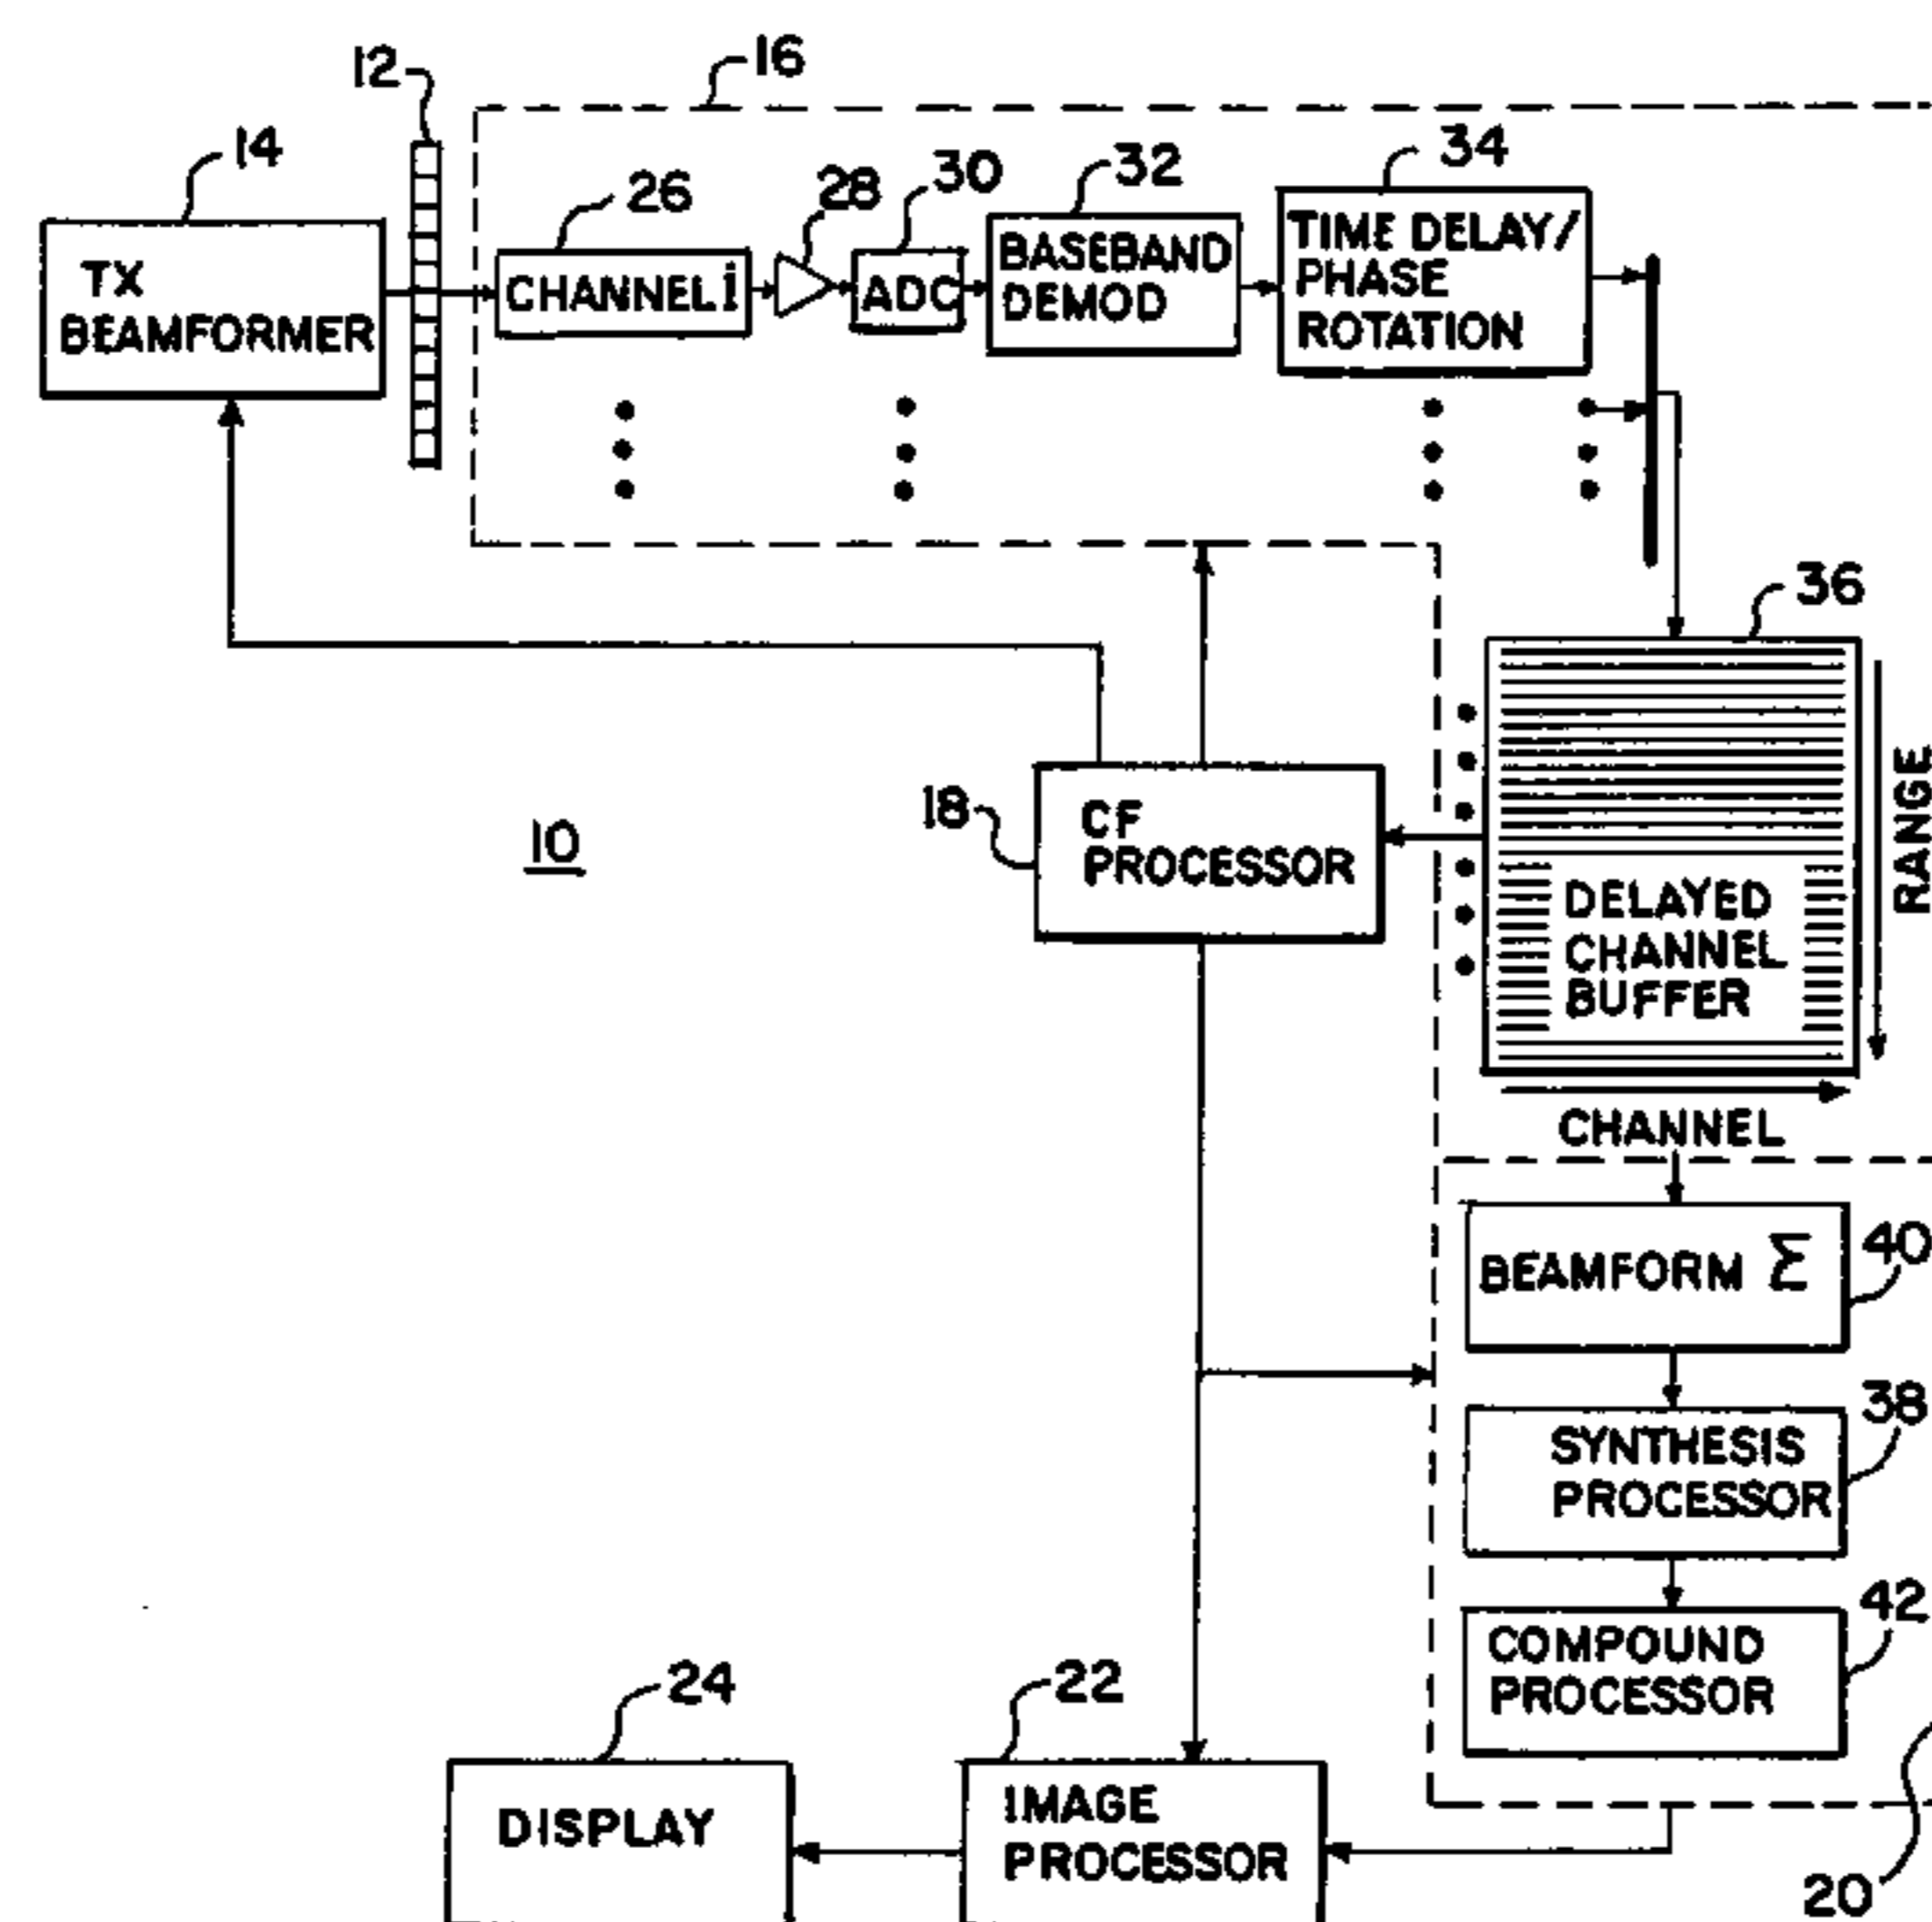 12
16
14
26
28
30
32
34
TX
BEAMFORMER
CHANNEL i
ADC
BASEBAND
DEMOD
TIME DELAY/
PHASE
ROTATION
36
18
CF
PROCESSOR
10
DELAYED
CHANNEL
BUFFER
RANGE
CHANNEL
BEAMFORM Σ
40
SYNTHESIS
PROCESSOR
38
COMPOUND
PROCESSOR
42
24
22
DISPLAY
IMAGE
PROCESSOR
20